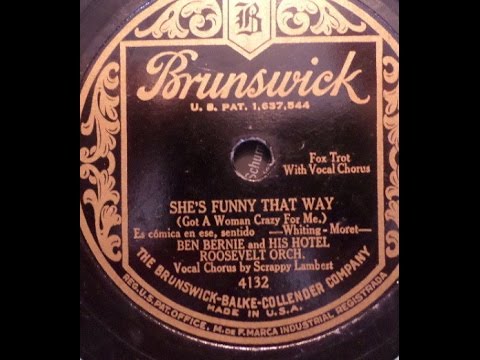 B
Brunswick
U. S. PAT. 1,637,544
Fox Trot
With Vocal Chorus
SHE'S FUNNY THAT WAY
(Got A Woman Crazy For Me.)
Es cómica en ese, sentido —Whiting-Moret—
BEN BERNIE and HIS HOTEL
ROOSEVELT ORCH.
Vocal Chorus by Scrappy Lambert
4132
THE BRUNSWICK-BALKE-COLLENDER COMPANY
MADE IN U.S.A.
REG. U.S. PAT. OFF. M. DE F. MARCA INDUSTRIAL REGISTRADA